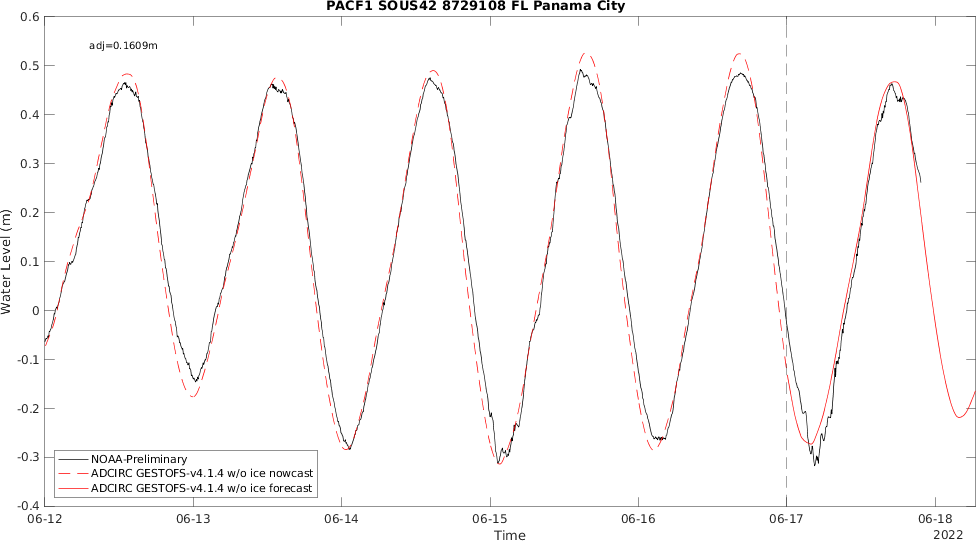 PACF1 SOUS42 8729108 FL Panama City
adj=0.1609m
0.6
0.5
0.4
0.3
0.2
0.1
0
-0.1
-0.2
-0.3
-0.4
Water Level (m)
NOAA-Preliminary
ADCIRC GESTOFS-v4.1.4 w/o ice nowcast
ADCIRC GESTOFS-v4.1.4 w/o ice forecast
06-12 06-13 06-14 06-15 06-16 06-17 06-18
Time
2022